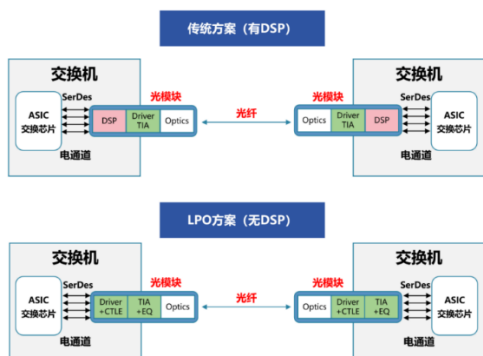 传统方案（有DSP）
交换机
SerDes
光模块
ASIC
交换芯片
DSP
Driver
TIA
Optics
电通道
光纤
交换机
光模块
SerDes
Optics
Driver
TIA
DSP
ASIC
交换芯片
电通道
LPO方案（无DSP）
交换机
SerDes
光模块
ASIC
交换芯片
Driver
+CTLE
TIA
+EQ
Optics
电通道
光纤
交换机
光模块
SerDes
Optics
Driver
+CTLE
TIA
+EQ
ASIC
交换芯片
电通道